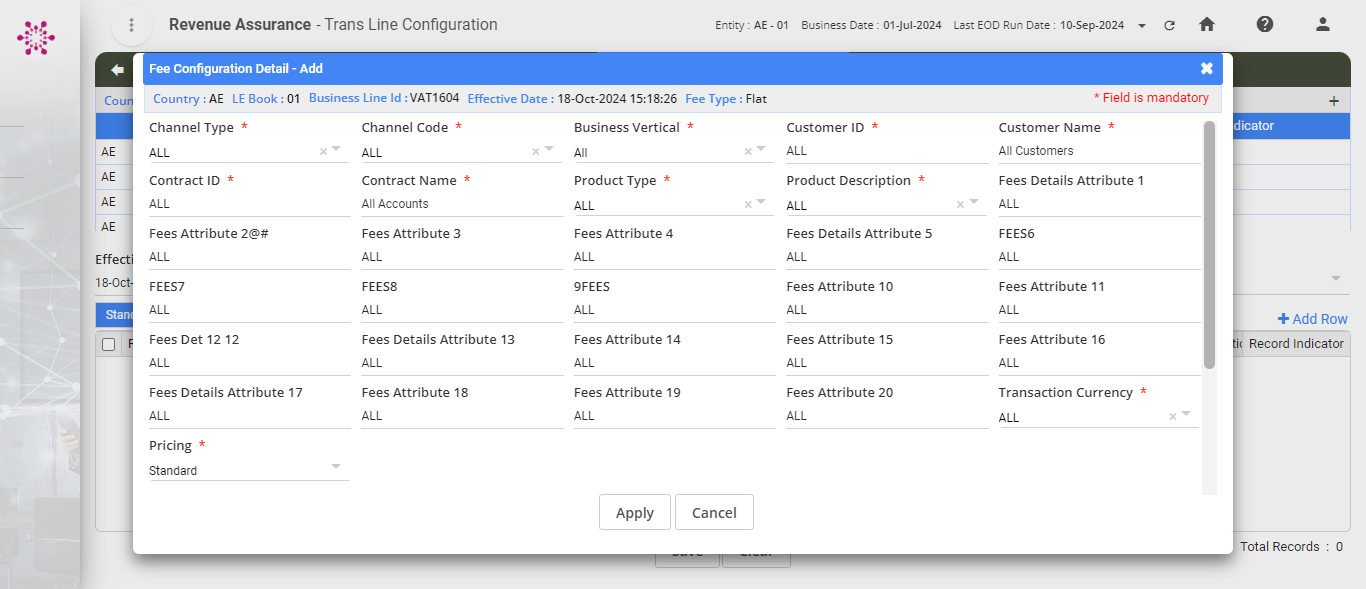 Revenue Assurance - Trans Line Configuration
Entity : AE - 01 Business Date : 01-Jul-2024 Last EOD Run Date : 10-Sep-2024
Fee Configuration Detail - Add
Country : AE LE Book : 01 Business Line Id : VAT1604 Effective Date : 18-Oct-2024 15:18:26 Fee Type : Flat
* Field is mandatory
Channel Type * Channel Code * Business Vertical * Customer ID * Customer Name *
ALL ALL All ALL All Customers
Contract ID * Contract Name * Product Type * Product Description * Fees Details Attribute 1
ALL All Accounts ALL ALL ALL
Fees Attribute 2@# Fees Attribute 3 Fees Attribute 4 Fees Details Attribute 5 FEES6
ALL ALL ALL ALL ALL
FEES7 FEES8 9FEES Fees Attribute 10 Fees Attribute 11
ALL ALL ALL ALL ALL
Fees Det 12 12 Fees Details Attribute 13 Fees Attribute 14 Fees Attribute 15 Fees Attribute 16
ALL ALL ALL ALL ALL
Fees Details Attribute 17 Fees Attribute 18 Fees Attribute 19 Fees Attribute 20 Transaction Currency *
ALL ALL ALL ALL ALL
Pricing *
Standard
Apply Cancel
Coun
dicator
AE
AE
AE
AE
Effecti
18-Oct-
Stand
+ Add Row
Record Indicator
Save Clear
Total Records : 0